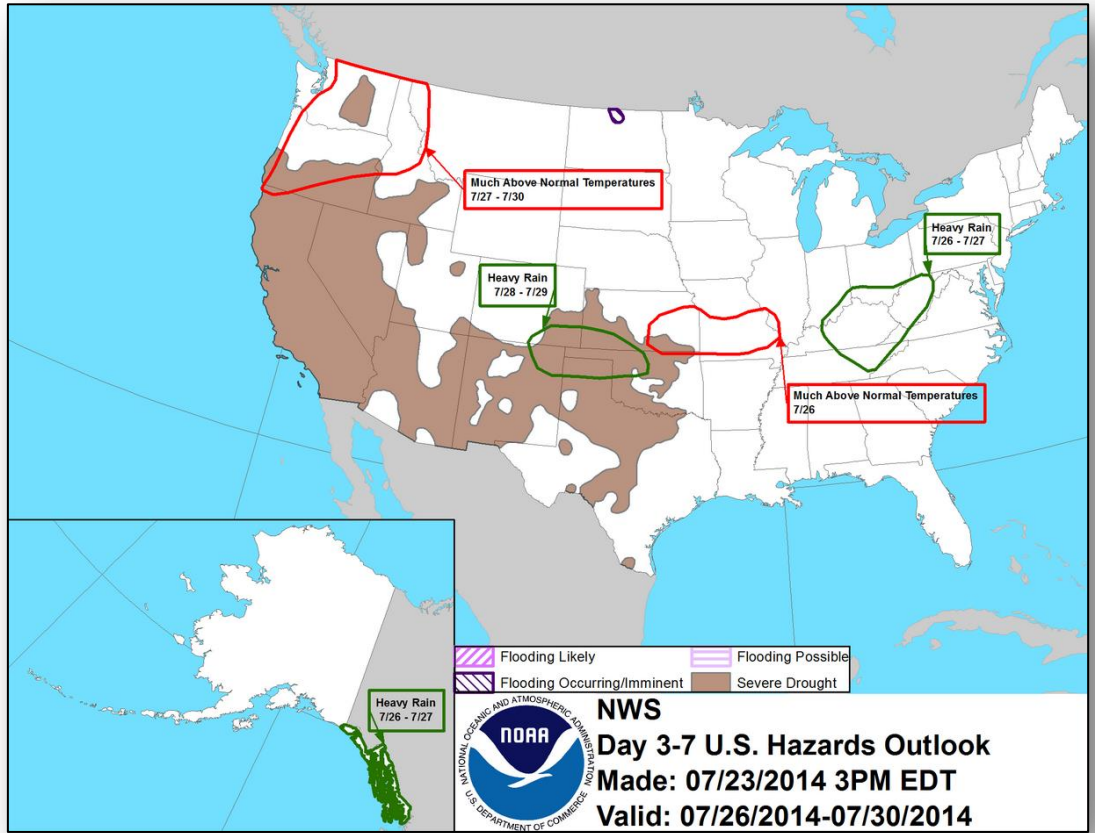 Much Above Normal Temperatures
7/27 - 7/30
Heavy Rain
7/26 - 7/27
Heavy Rain
7/28 - 7/29
Much Above Normal Temperatures
7/26
Heavy Rain
7/26 - 7/27
Flooding Likely
Flooding Possible
Flooding Occurring/Imminent
Severe Drought
NATIONAL OCEANIC AND ATMOSPHERIC ADMINISTRATION
NOAA
U.S. DEPARTMENT OF COMMERCE
NWS
Day 3-7 U.S. Hazards Outlook
Made: 07/23/2014 3PM EDT
Valid: 07/26/2014-07/30/2014